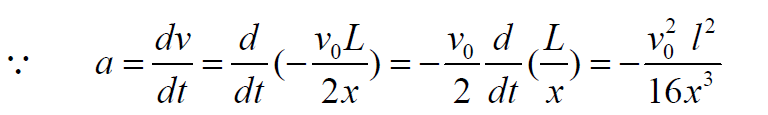 ∵ a = dv/dt = d/dt(-v₀L/2x) = -v₀/2 d/dt(L/x) = -v₀² l²/16x³